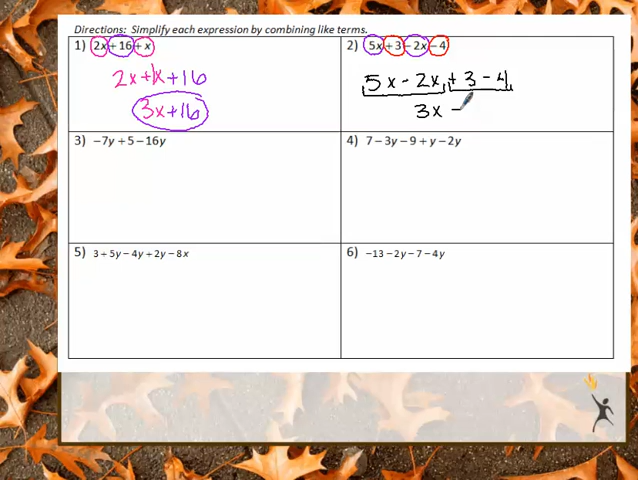 Directions: Simplify each expression by combining like terms.
1) 2x + 16 + x
2x + 1x + 16
3x + 16
2) 5x + 3 – 2x – 4
5x - 2x + 3 - 4
3x -
3) –7y + 5 – 16y
4) 7 – 3y – 9 + y – 2y
5) 3 + 5y – 4y + 2y – 8x
6) –13 – 2y – 7 – 4y